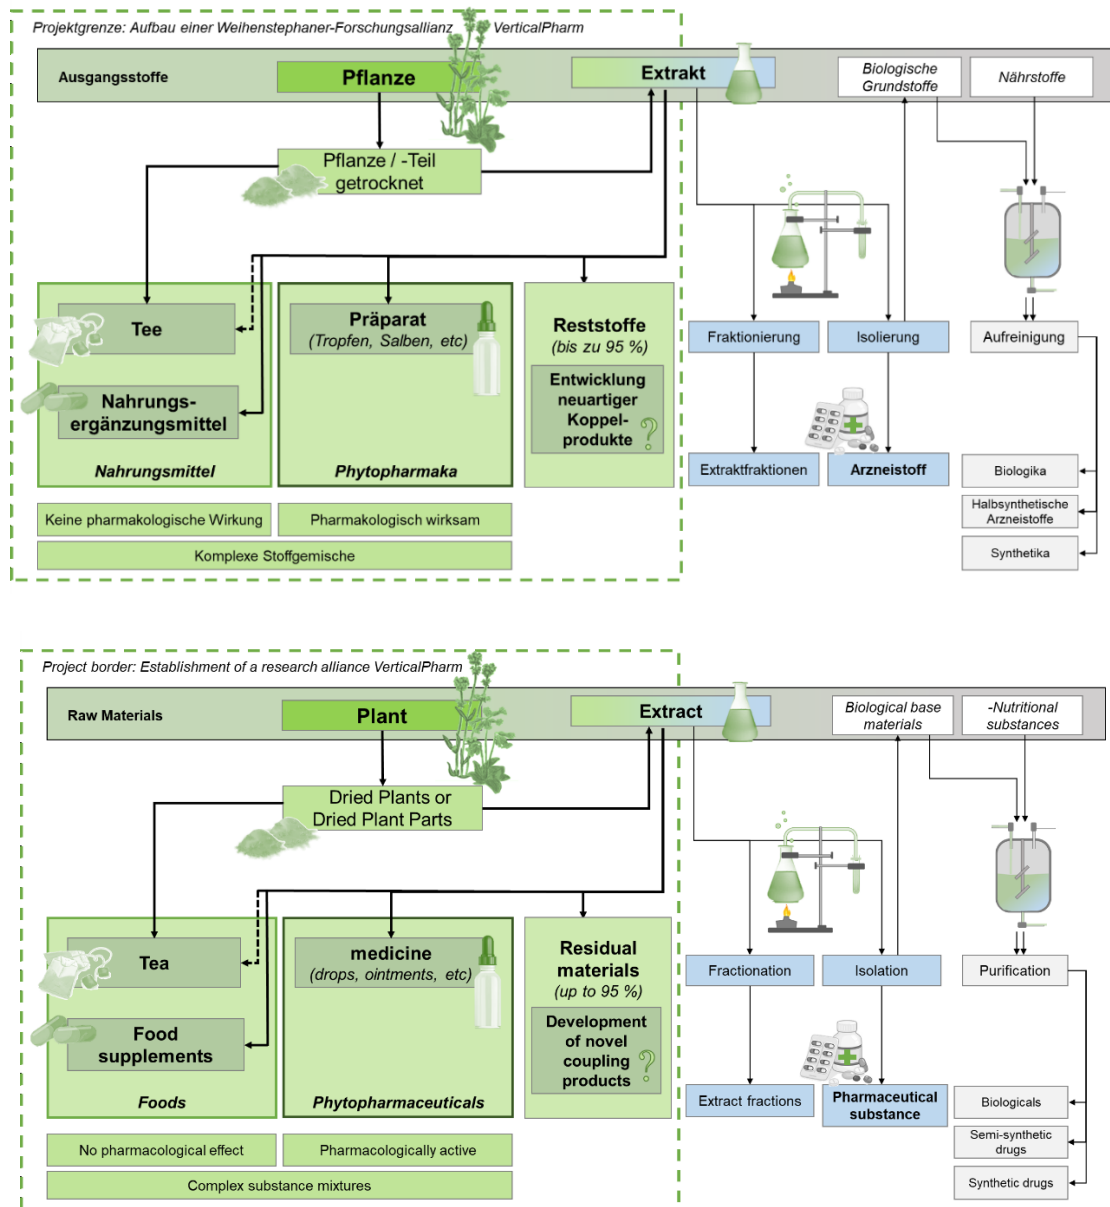 Projektgrenze: Aufbau einer Weihenstephaner-Forschungsallianz VerticalPharm
Ausgangsstoffe
Pflanze
Extrakt
Biologische
Grundstoffe
Nährstoffe
Pflanze / -Teil
getrocknet
Tee
Präparat
(Tropfen, Salben, etc)
Reststoffe
(bis zu 95 %)
Fraktionierung
Isolierung
Aufreinigung
Nahrungs-
ergänzungsmittel
Entwicklung
neuartiger
Koppel-
produkte
?
Nahrungsmittel
Phytopharmaka
Extraktfraktionen
Arzneistoff
Biologika
Halbsynthetische
Arzneistoffe
Synthetika
Keine pharmakologische Wirkung
Pharmakologisch wirksam
Komplexe Stoffgemische
Project border: Establishment of a research alliance VerticalPharm
Raw Materials
Plant
Extract
Biological base
materials
-Nutritional
substances
Dried Plants or
Dried Plant Parts
Tea
medicine
(drops, ointments, etc)
Residual
materials
(up to 95 %)
Fractionation
Isolation
Purification
Food
supplements
Development
of novel
coupling
products
?
Foods
Phytopharmaceuticals
Extract fractions
Pharmaceutical
substance
Biologicals
Semi-synthetic
drugs
Synthetic drugs
No pharmacological effect
Pharmacologically active
Complex substance mixtures